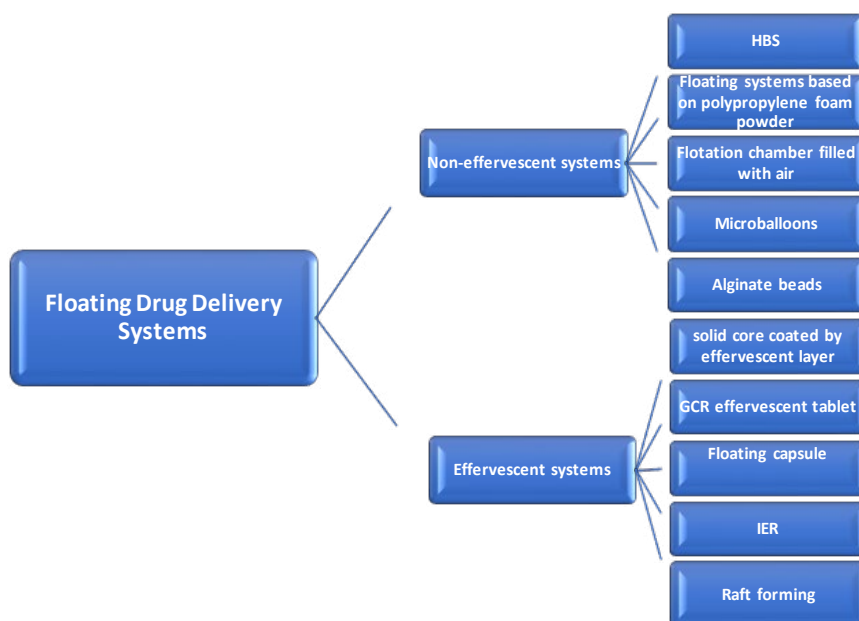 HBS
Floating systems based
on polypropylene foam
powder
Non-effervescent systems
Flotation chamber filled
with air
Microballoons
Alginate beads
Floating Drug Delivery
Systems
solid core coated by
effervescent layer
GCR effervescent tablet
Floating capsule
Effervescent systems
IER
Raft forming